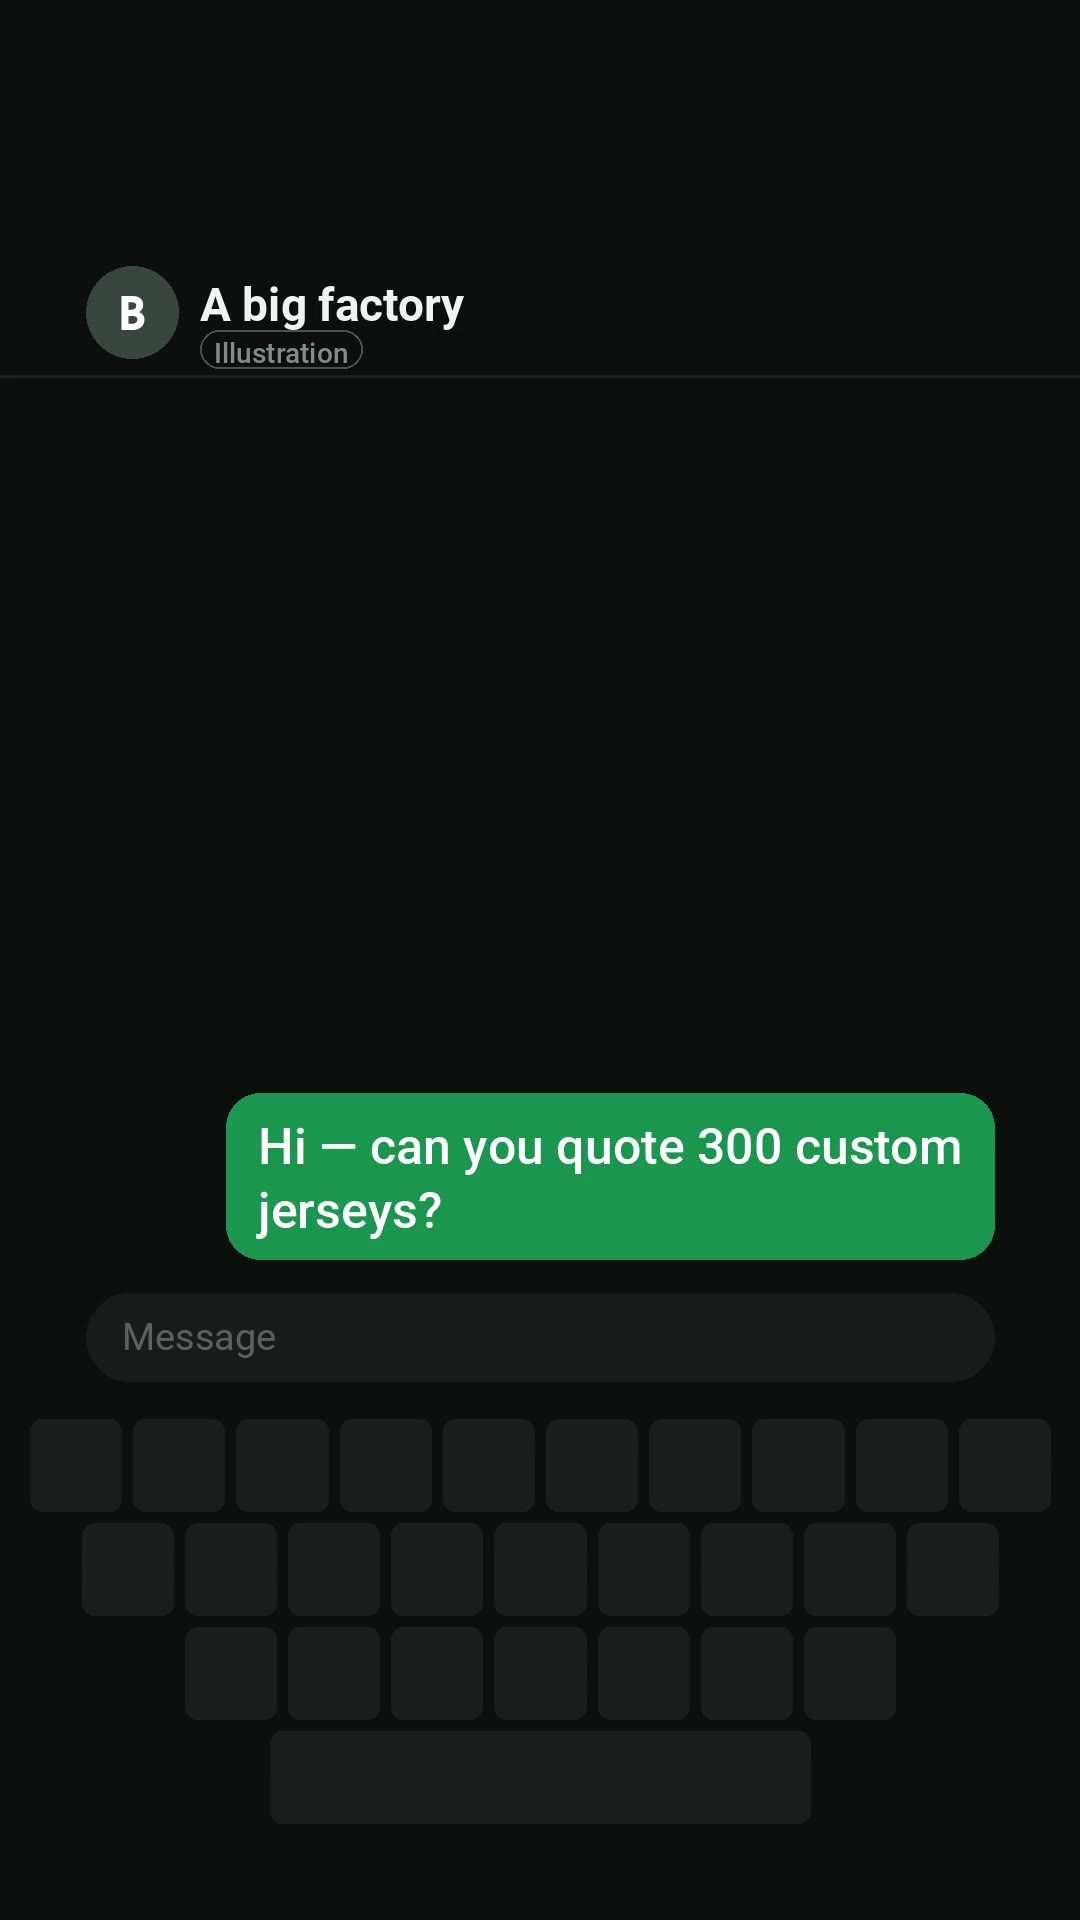 B
A big factory
Illustration
Hi — can you quote 300 custom
jerseys?
Message